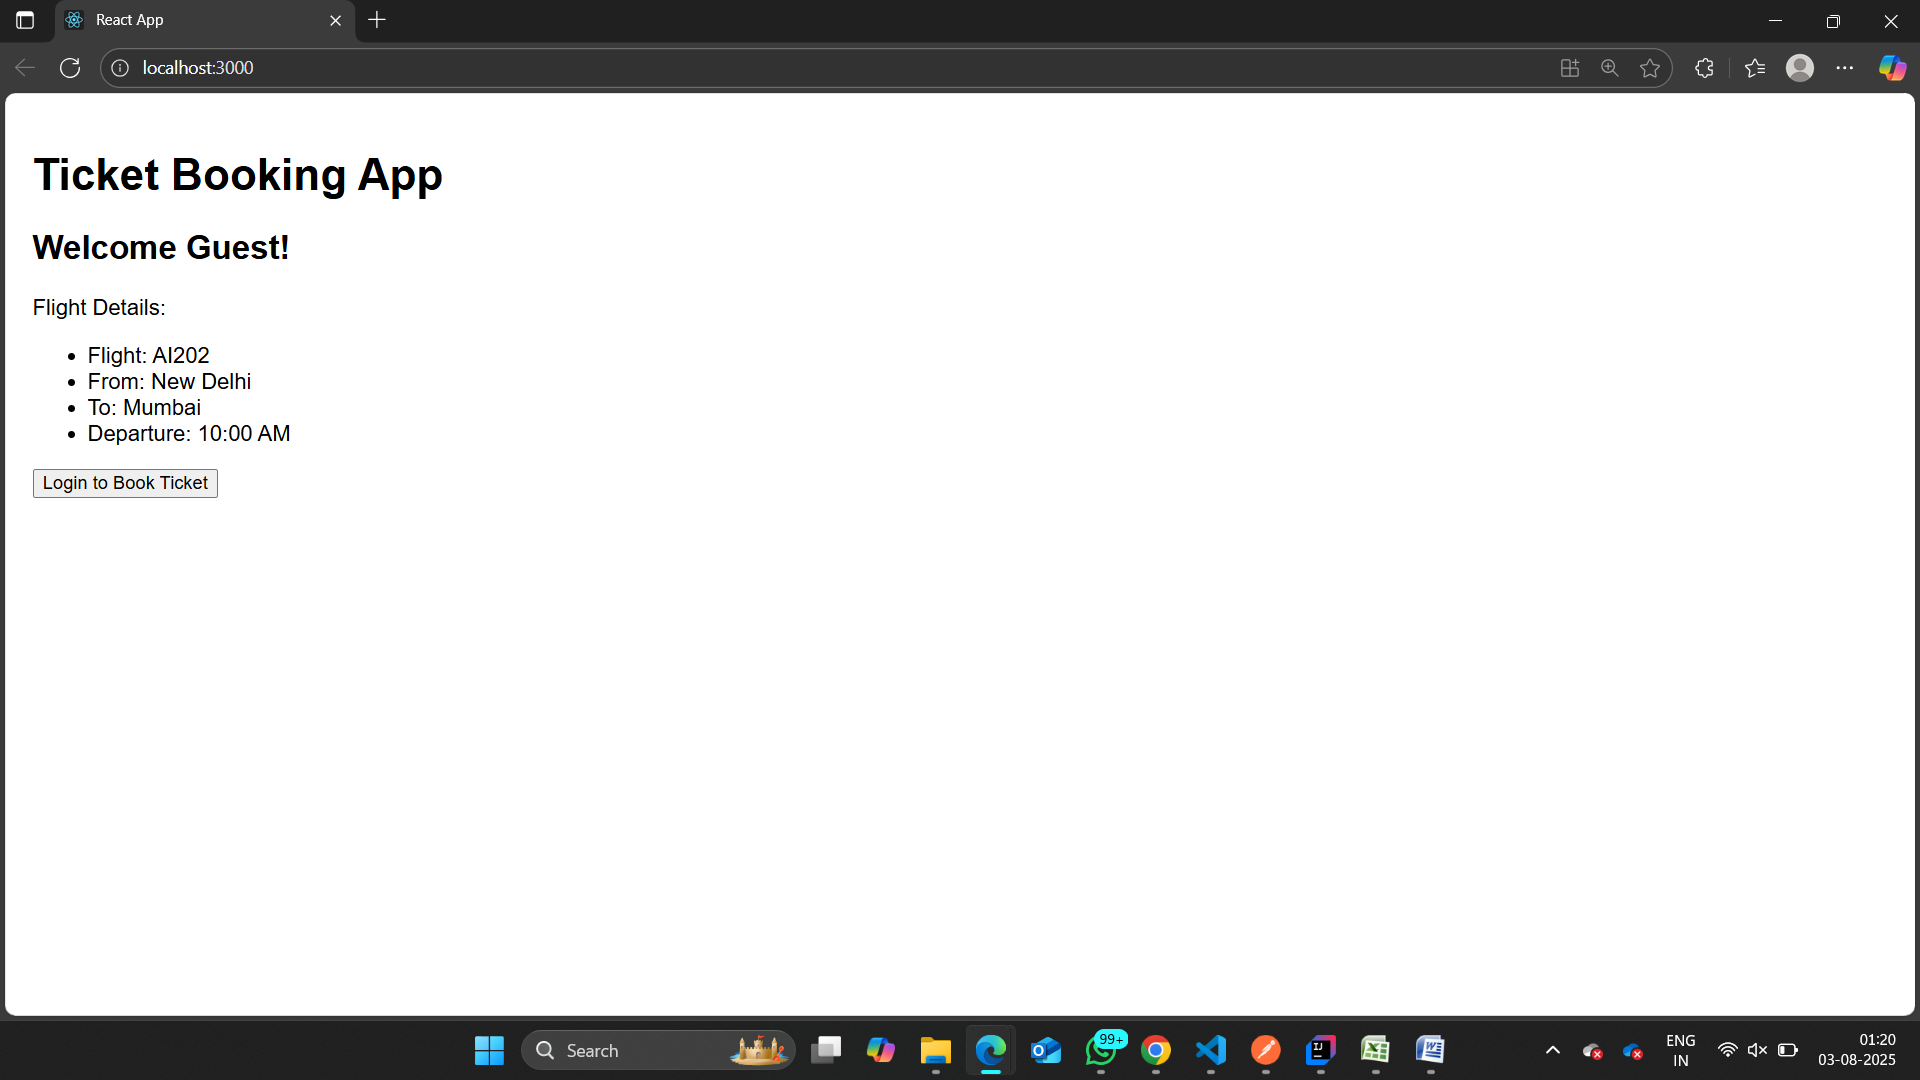 React App
localhost:3000
Ticket Booking App
Welcome Guest!
Flight Details:
Flight: AI202
From: New Delhi
To: Mumbai
Departure: 10:00 AM
Login to Book Ticket
Search
99+
ENG
IN
01:20
03-08-2025